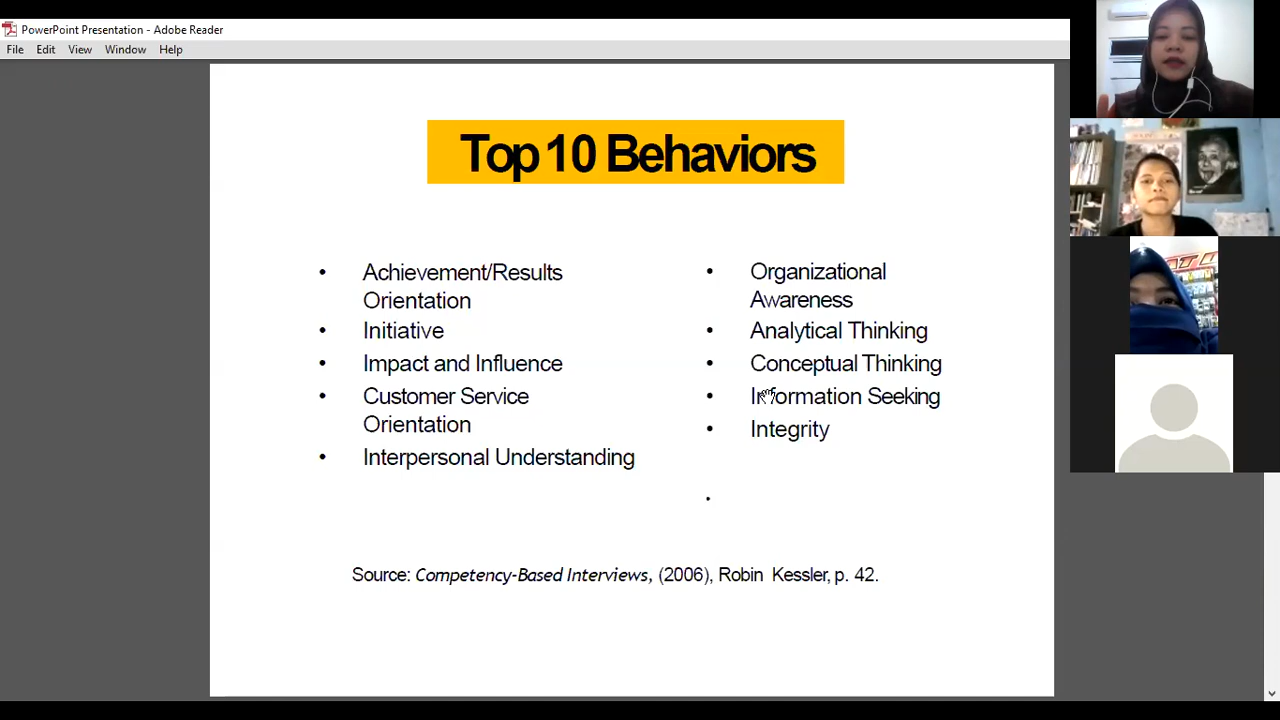 PowerPoint Presentation - Adobe Reader
File Edit View Window Help
Top 10 Behaviors
• Achievement/Results
Orientation
• Initiative
• Impact and Influence
• Customer Service
Orientation
• Interpersonal Understanding
• Organizational
Awareness
• Analytical Thinking
• Conceptual Thinking
• Information Seeking
• Integrity
•
Source: Competency-Based Interviews, (2006), Robin Kessler, p. 42.